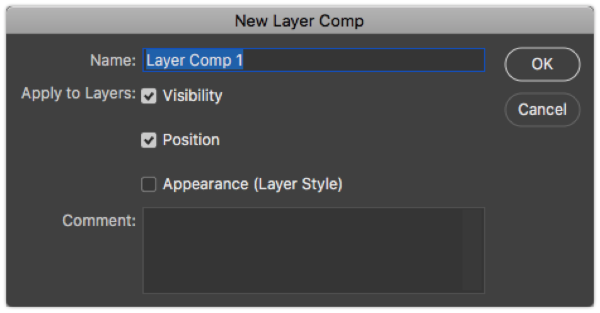 New Layer Comp
Name: Layer Comp 1
OK
Apply to Layers: Visibility
Cancel
Position
Appearance (Layer Style)
Comment: